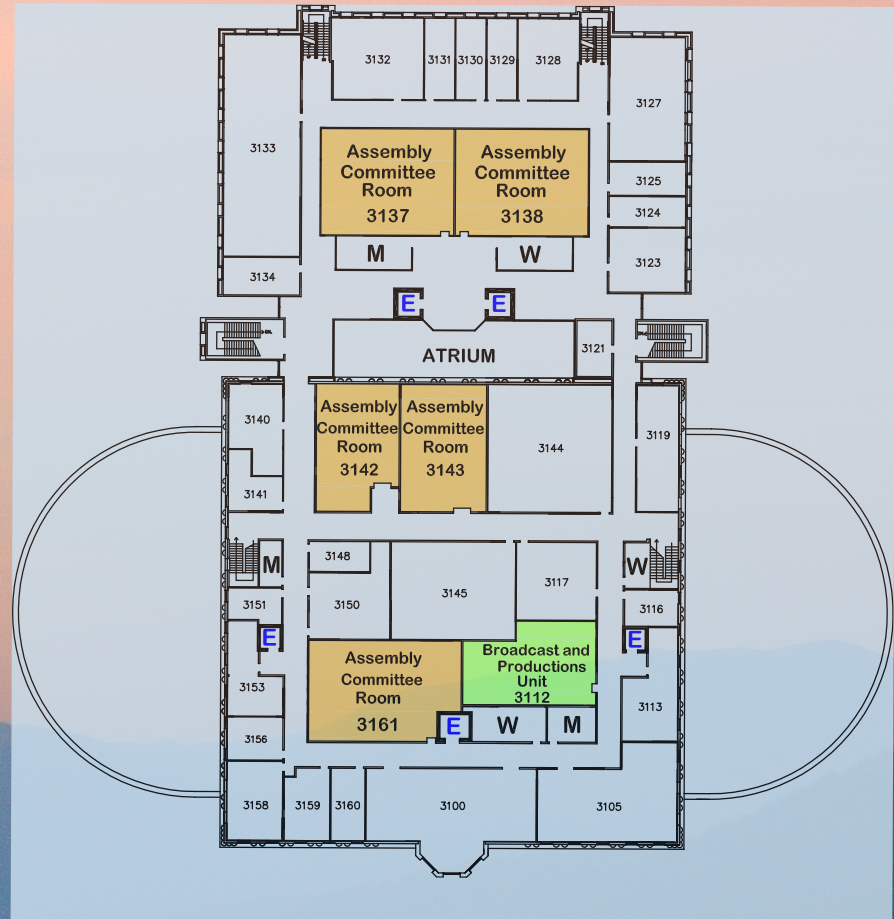 3132
3131
3130
3129
3128
3133
3127
Assembly
Committee
Room
3137
Assembly
Committee
Room
3138
3125
3124
3123
M
W
3134
E
E
ATRIUM
3121
3140
Assembly
Committee
Room
3142
Assembly
Committee
Room
3143
3144
3119
3141
M
3148
3150
3145
3117
W
3151
3116
E
E
Assembly
Committee
Room
3161
Broadcast and
Productions
Unit
3112
3153
3113
E
W
M
3156
3158
3159
3160
3100
3105